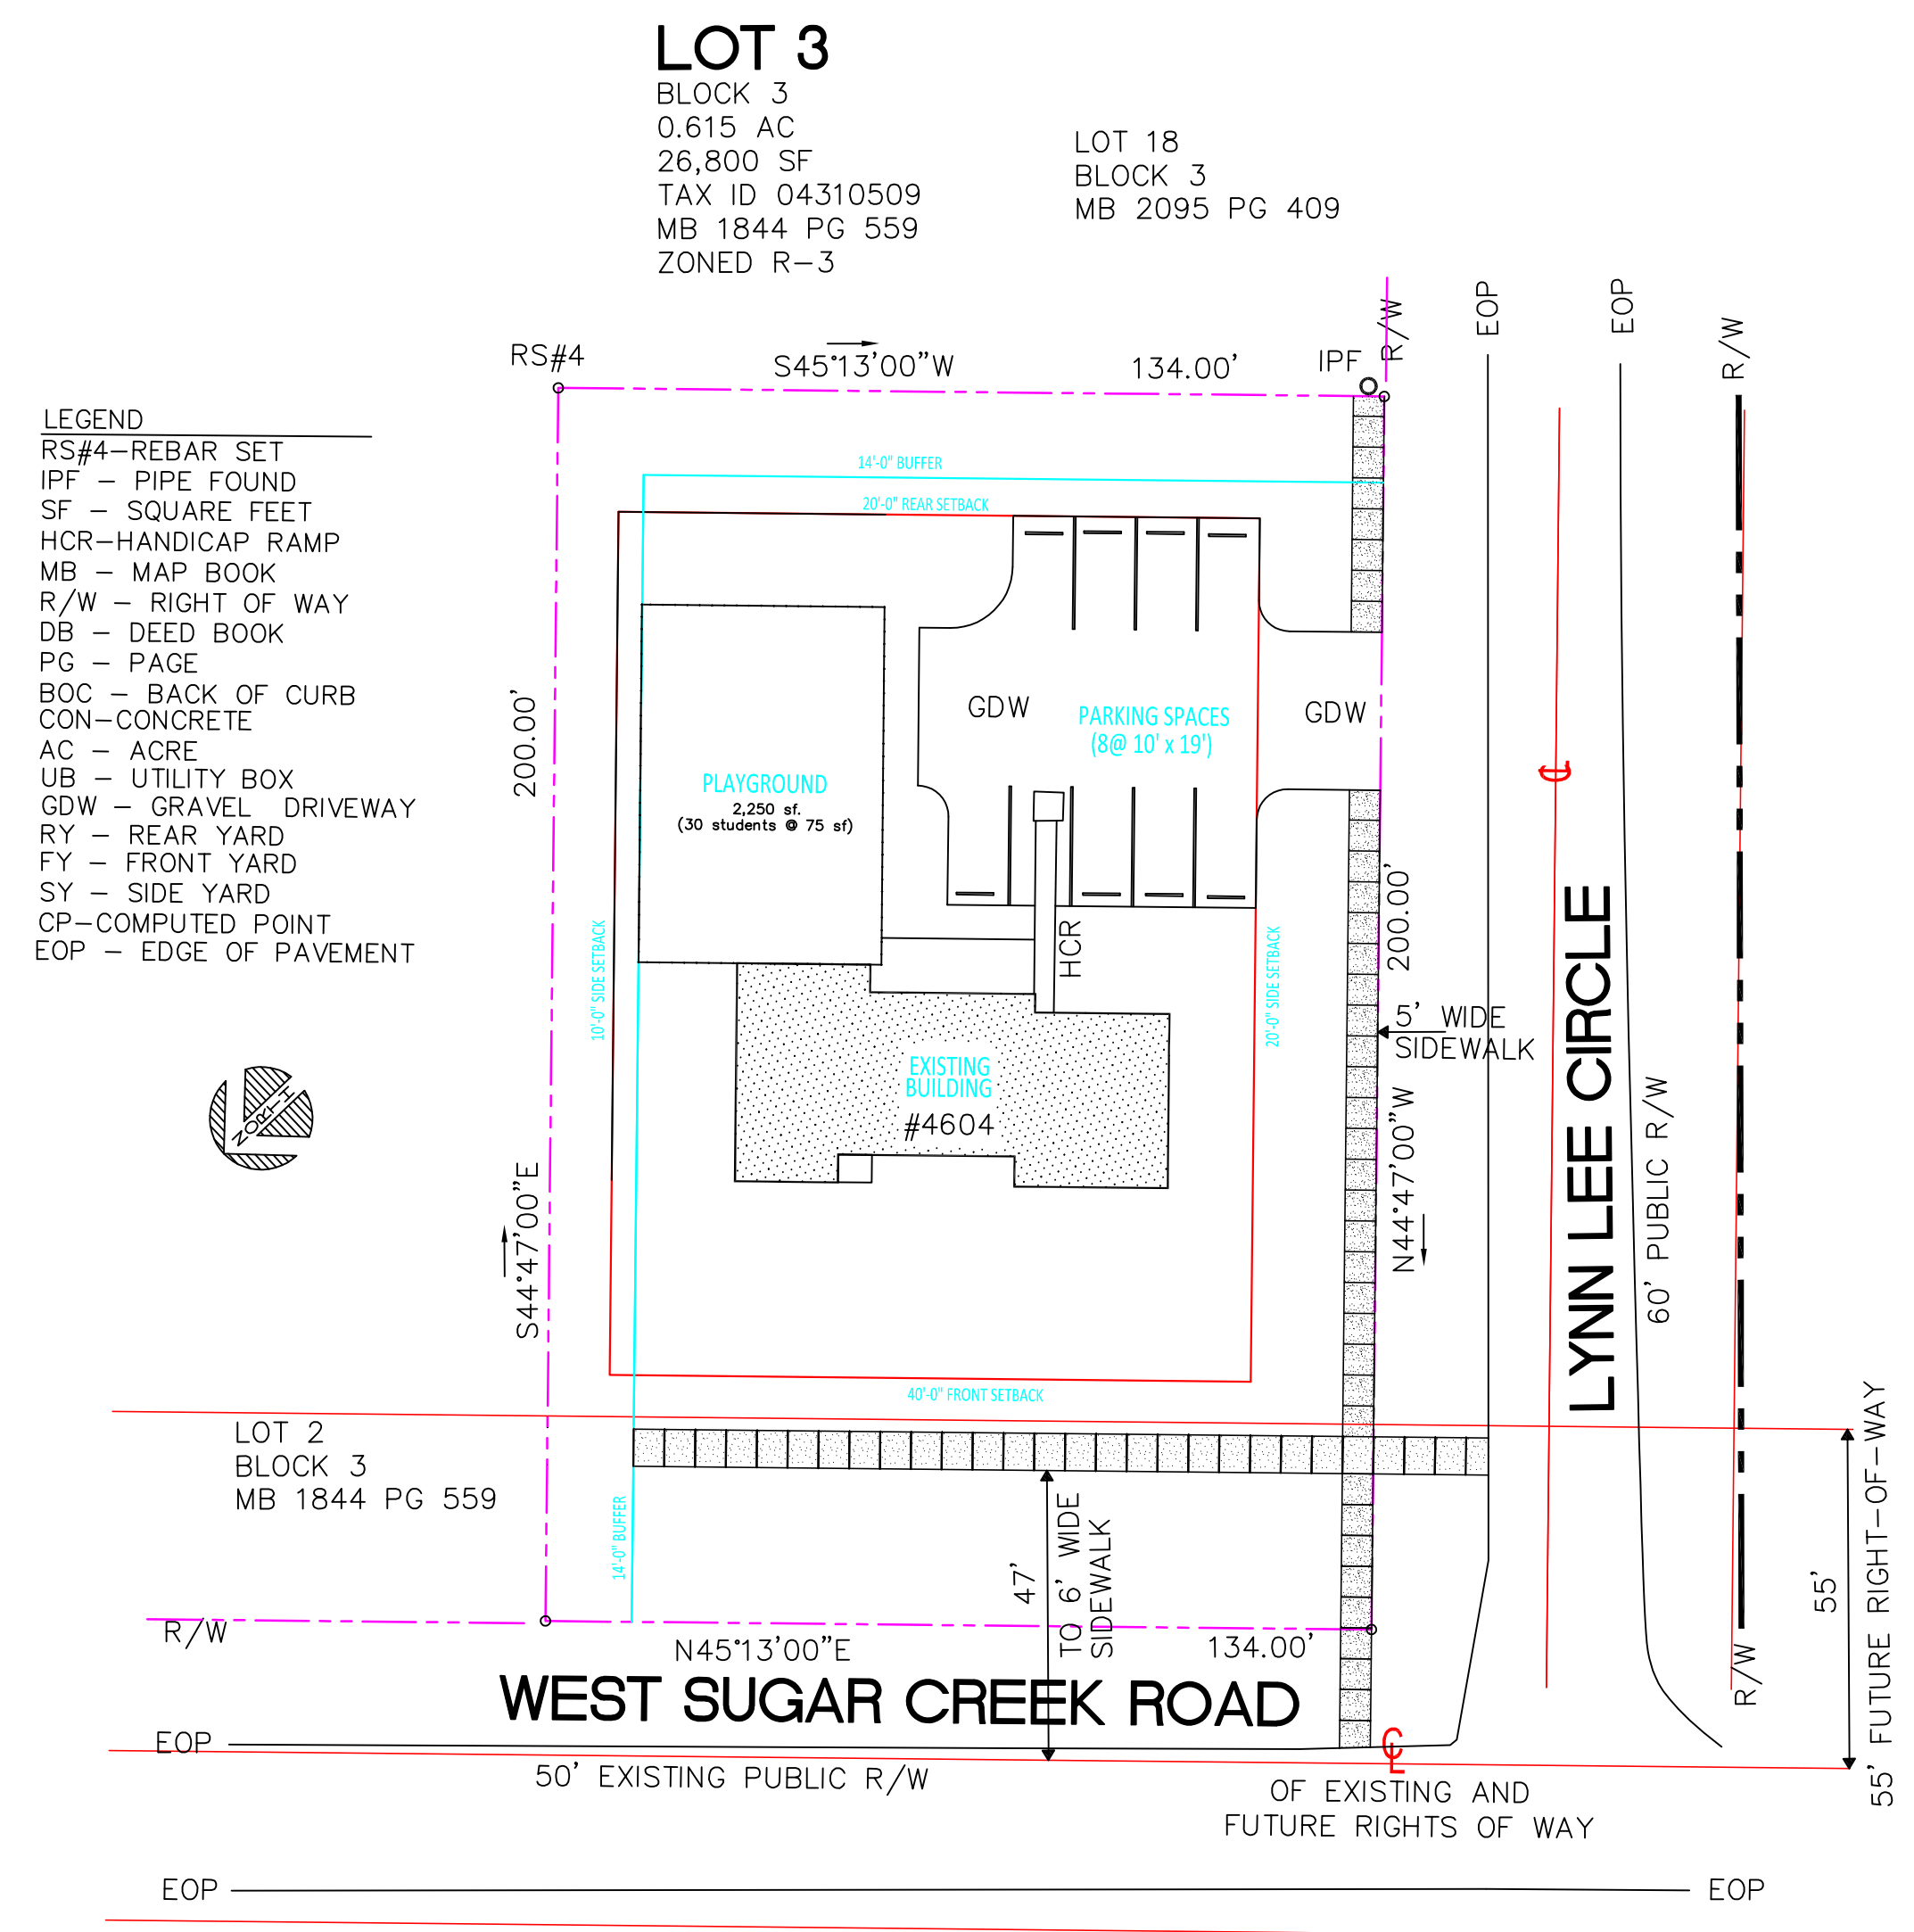 LOT 3
BLOCK 3
0.615 AC
26,800 SF
TAX ID 04310509
MB 1844 PG 559
ZONED R-3
LOT 18
BLOCK 3
MB 2095 PG 409
RS#4
S45°13'00"W
134.00'
IPF
R/W
EOP
EOP
R/W
LEGEND
RS#4-REBAR SET
IPF - PIPE FOUND
SF - SQUARE FEET
HCR-HANDICAP RAMP
MB - MAP BOOK
R/W - RIGHT OF WAY
DB - DEED BOOK
PG - PAGE
BOC - BACK OF CURB
CON-CONCRETE
AC - ACRE
UB - UTILITY BOX
GDW - GRAVEL DRIVEWAY
RY - REAR YARD
FY - FRONT YARD
SY - SIDE YARD
CP-COMPUTED POINT
EOP - EDGE OF PAVEMENT
14'-0" BUFFER
20'-0" REAR SETBACK
200.00'
GDW
PARKING SPACES
(8@ 10' x 19')
GDW
PLAYGROUND
2,250 sf.
(30 students @ 75 sf)
10'-0" SIDE SETBACK
HCR
20'-0" SIDE SETBACK
200.00'
5' WIDE
SIDEWALK
EXISTING
BUILDING
#4604
NORTH
S44°47'00"E
N44°47'00"W
LYNN LEE CIRCLE
60' PUBLIC R/W
40'-0" FRONT SETBACK
LOT 2
BLOCK 3
MB 1844 PG 559
14'-0" BUFFER
47'
TO 6' WIDE
SIDEWALK
55'
55' FUTURE RIGHT-OF-WAY
R/W
N45°13'00"E
134.00'
R/W
WEST SUGAR CREEK ROAD
EOP
50' EXISTING PUBLIC R/W
CL
OF EXISTING AND
FUTURE RIGHTS OF WAY
EOP
EOP